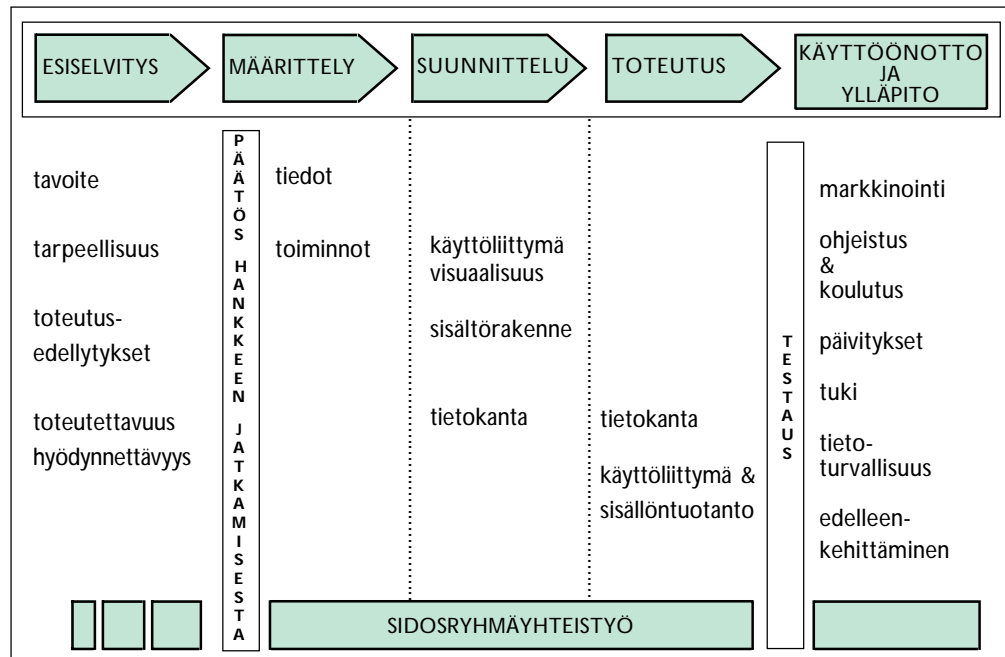 ESISELVITYS
MÄÄRITTELY
SUUNNITTELU
TOTEUTUS
KÄYTTÖÖNOTTO
JA
YLLÄPITO
tavoite
tarpeellisuus
toteutus-
edellytykset
toteutettavuus
hyödynnettävyys
PÄÄTÖS HANKKEEN JATKAMISESTA
tiedot
toiminnot
käyttöliittymä
visuaalisuus
sisältörakenne
tietokanta
tietokanta
käyttöliittymä &
sisällöntuotanto
TESTAUS
markkinointi
ohjeistus
&
koulutus
päivitykset
tuki
tieto-
turvallisuus
edelleen-
kehittäminen
SIDOSRYHMÄYHTEISTYÖ